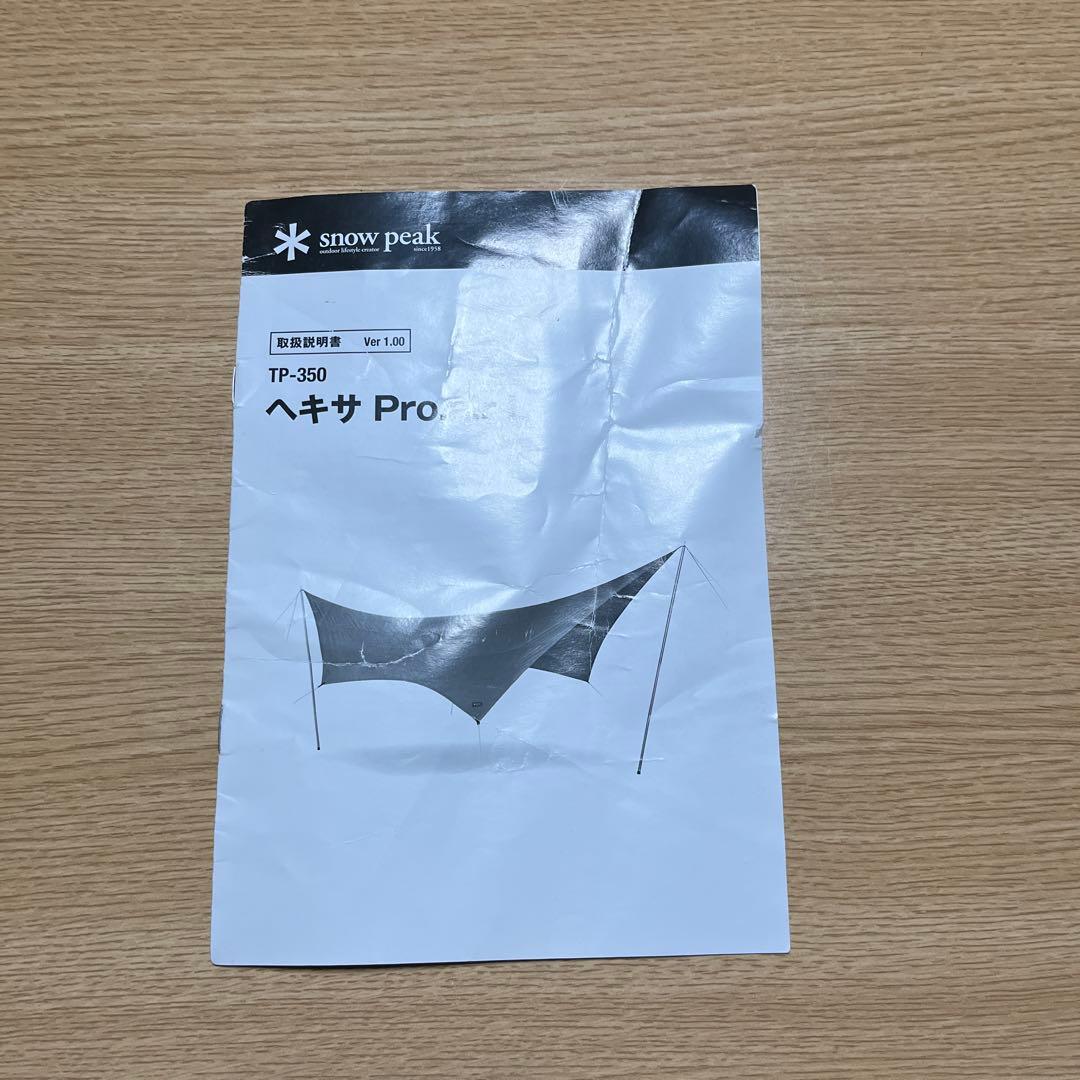 snow peak
outdoor lifestyle creator since1958
取扱説明書 Ver 1.00
TP-350
ヘキサ Pro.